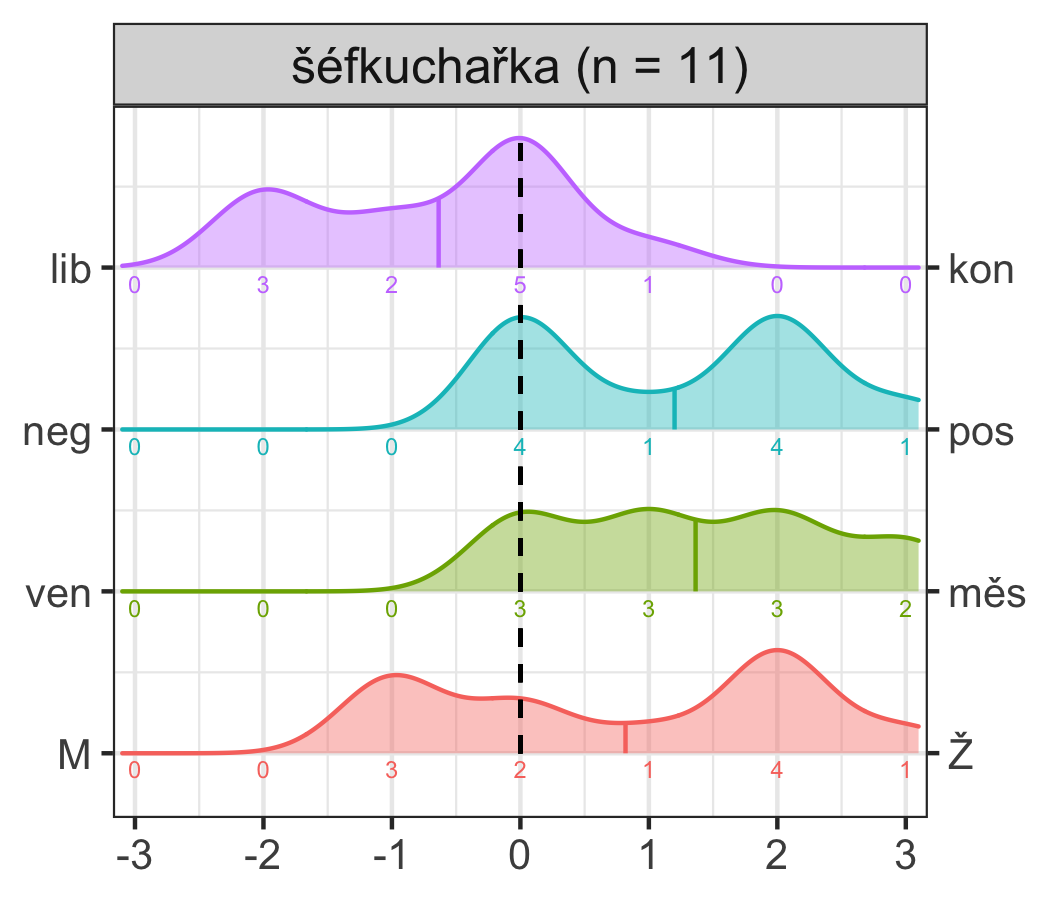 šéfkuchařka (n = 11)
lib kon
0 3 2 5 1 0 0
neg pos
0 0 0 4 1 4 1
ven měs
0 0 0 3 3 3 2
M Ž
0 0 3 2 1 4 1
-3 -2 -1 0 1 2 3